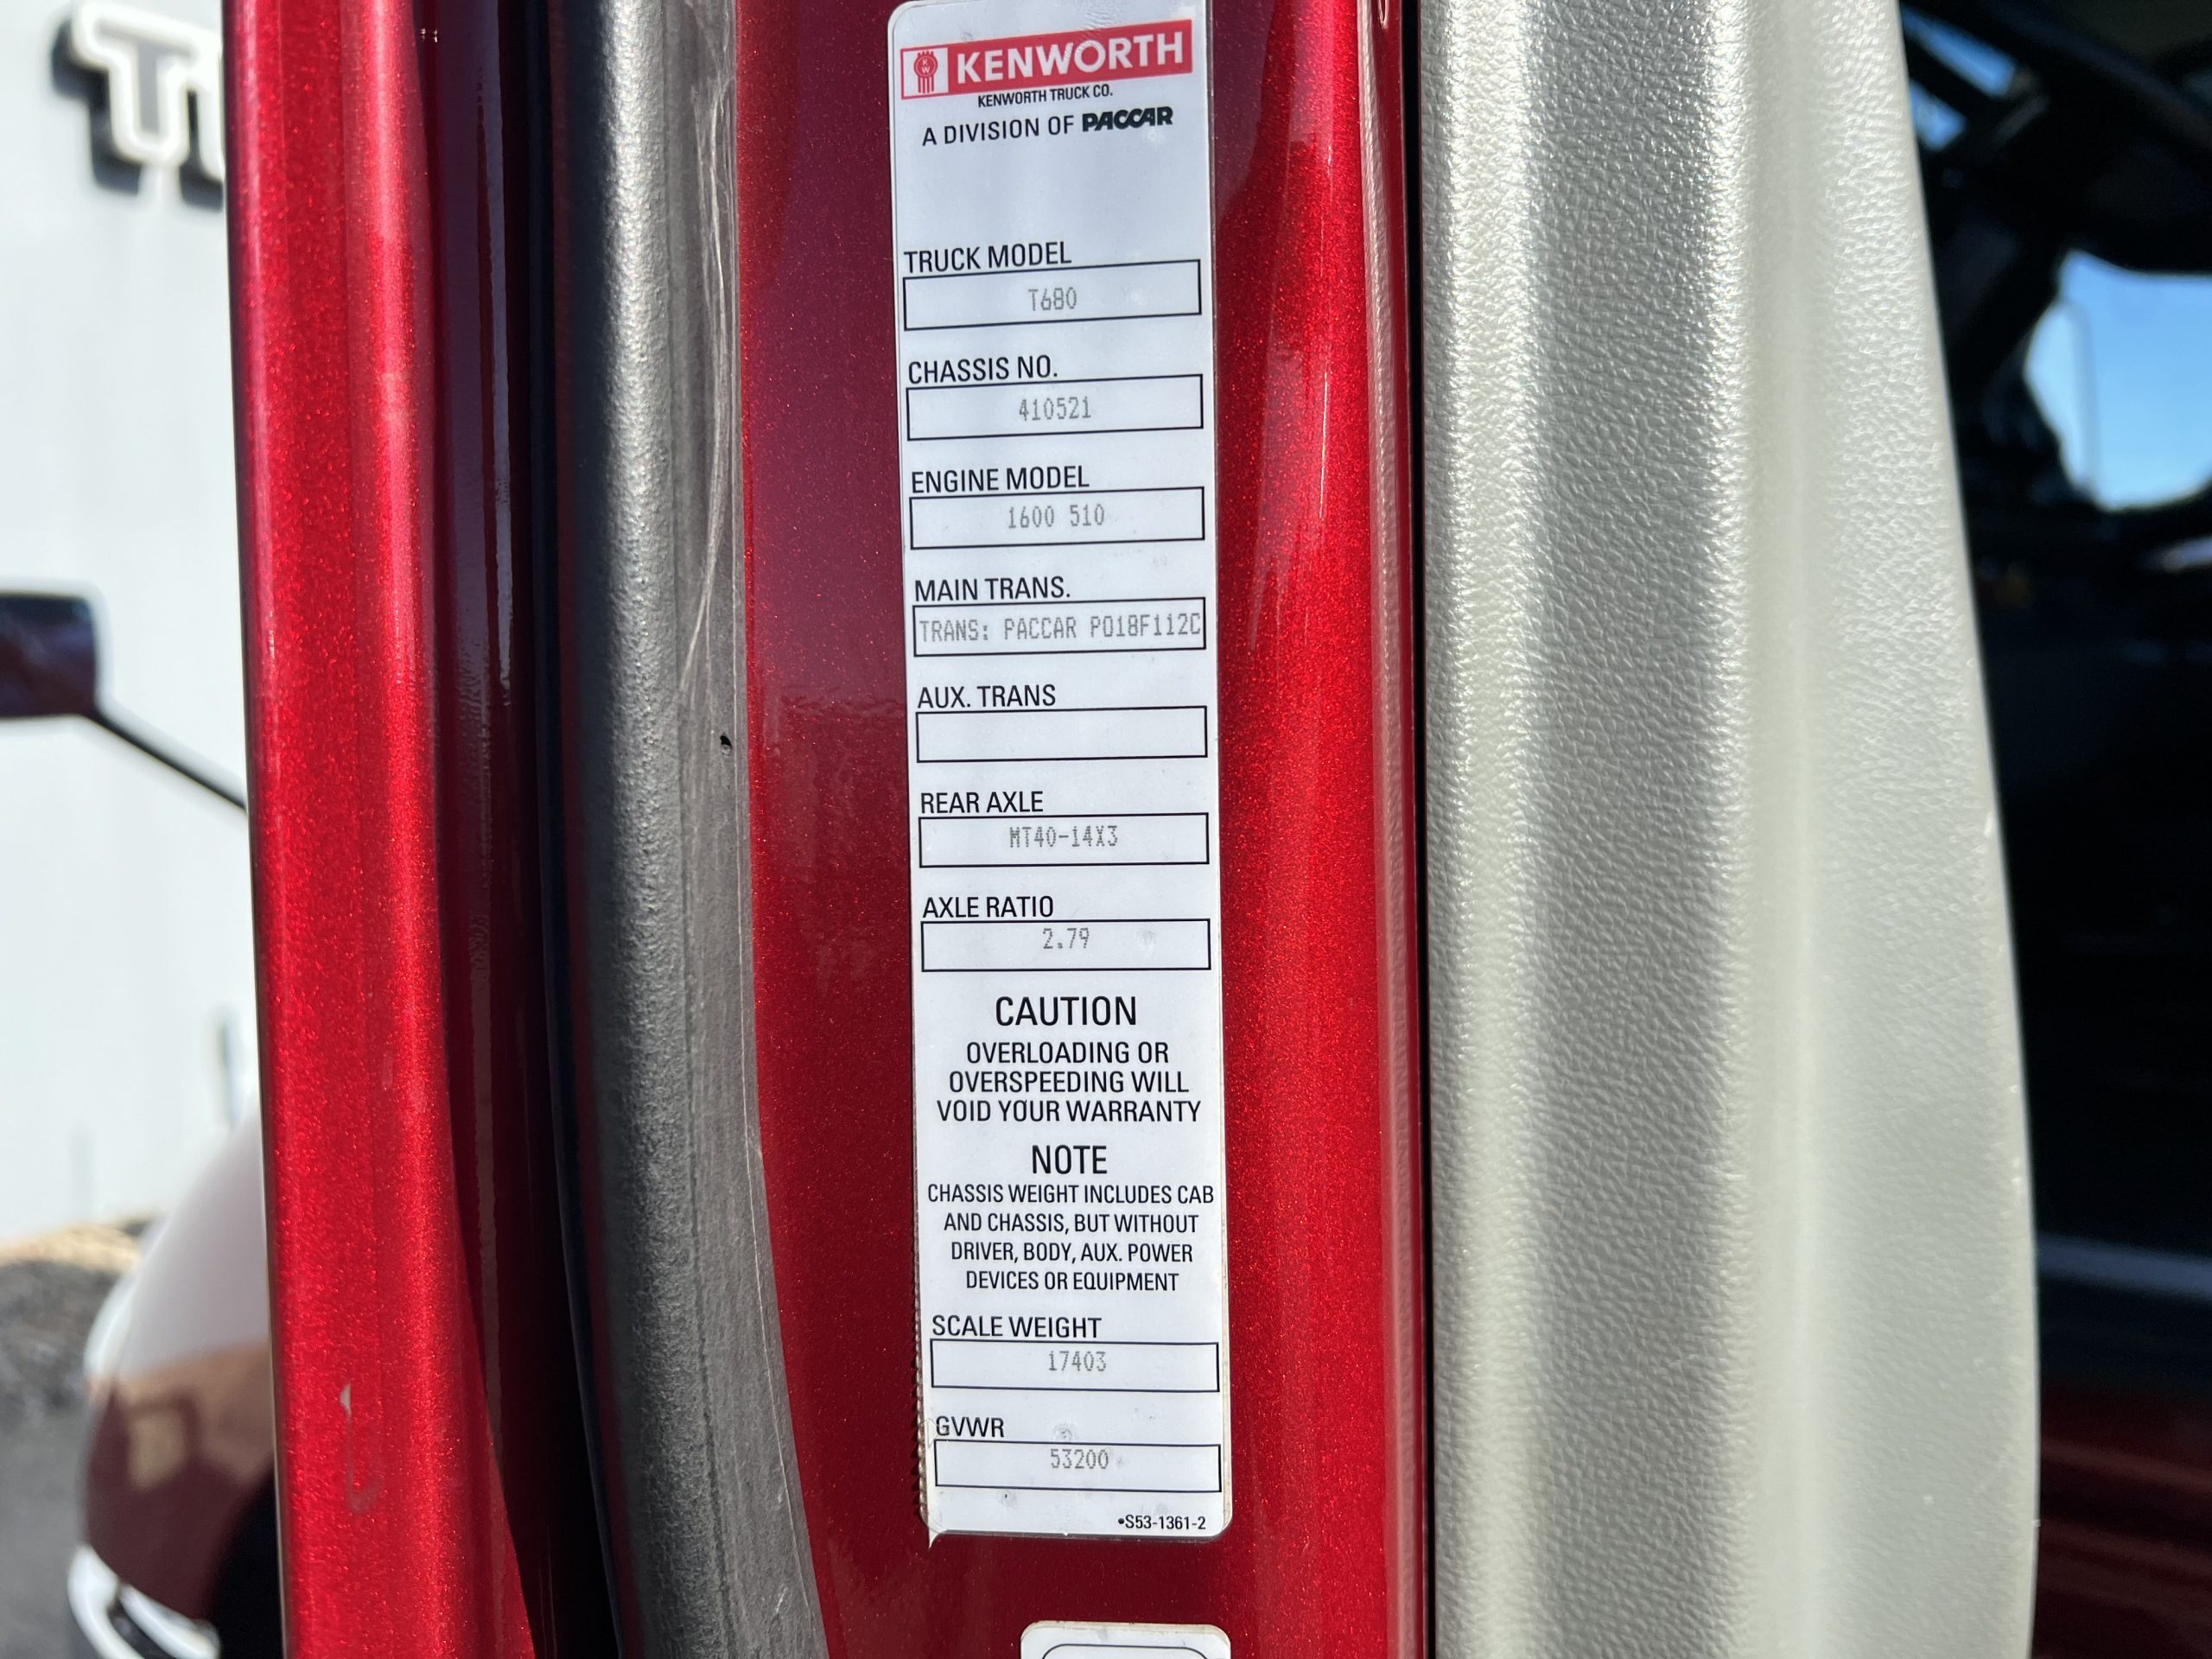 KENWORTH
KENWORTH TRUCK CO.
A DIVISION OF PACCAR
TRUCK MODEL
T680
CHASSIS NO.
410521
ENGINE MODEL
1600 510
MAIN TRANS.
TRANS: PACCAR PO18F112C
AUX. TRANS
REAR AXLE
MT40-14X3
AXLE RATIO
2.79
CAUTION
OVERLOADING OR
OVERSPEEDING WILL
VOID YOUR WARRANTY
NOTE
CHASSIS WEIGHT INCLUDES CAB
AND CHASSIS, BUT WITHOUT
DRIVER, BODY, AUX. POWER
DEVICES OR EQUIPMENT
SCALE WEIGHT
17403
GVWR
53200
•S53-1361-2